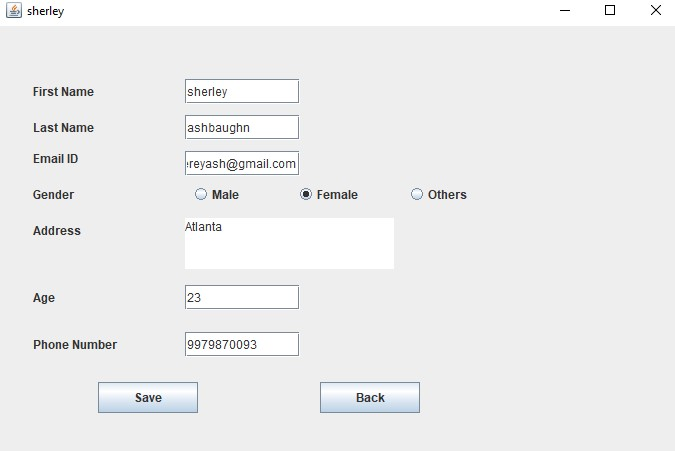 sherley
First Name sherley
Last Name ashbaughn
Email ID ereyash@gmail.com
Gender Male Female Others
Address Atlanta
Age 23
Phone Number 9979870093
Save Back